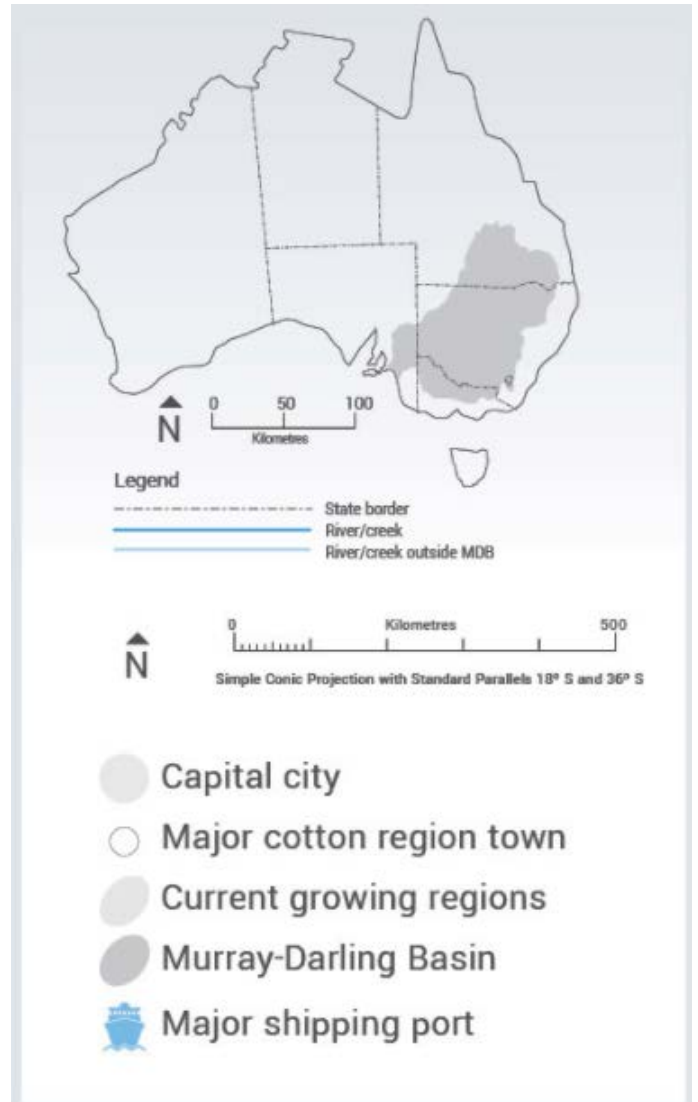 0 50 100
N
Kilometres
Legend
State border
River/creek
River/creek outside MDB
0 Kilometres 500
N
Simple Conic Projection with Standard Parallels 18º S and 36º S
Capital city
Major cotton region town
Current growing regions
Murray-Darling Basin
Major shipping port